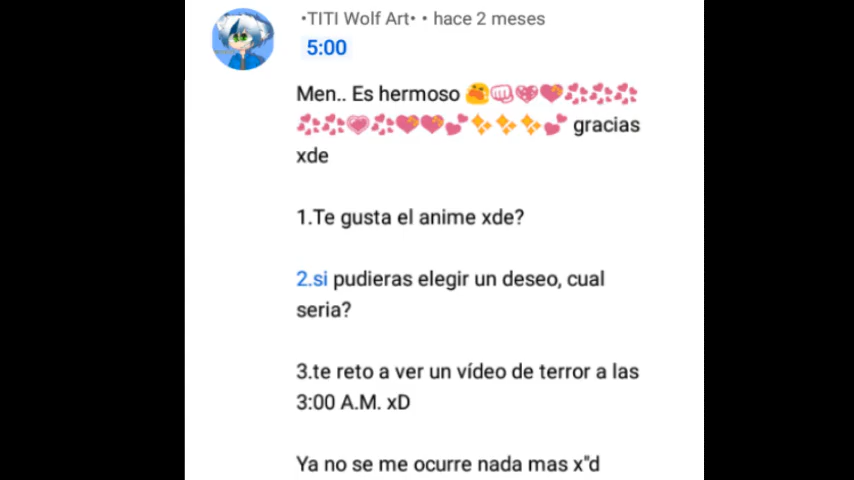 •TITI Wolf Art• • hace 2 meses
5:00
Men.. Es hermoso 😭👊💖💝💞💞💞
💞💞💗💞💝💝💕✨✨✨💕 gracias
xde
1.Te gusta el anime xde?
2.si pudieras elegir un deseo, cual
seria?
3.te reto a ver un vídeo de terror a las
3:00 A.M. xD
Ya no se me ocurre nada mas x"d